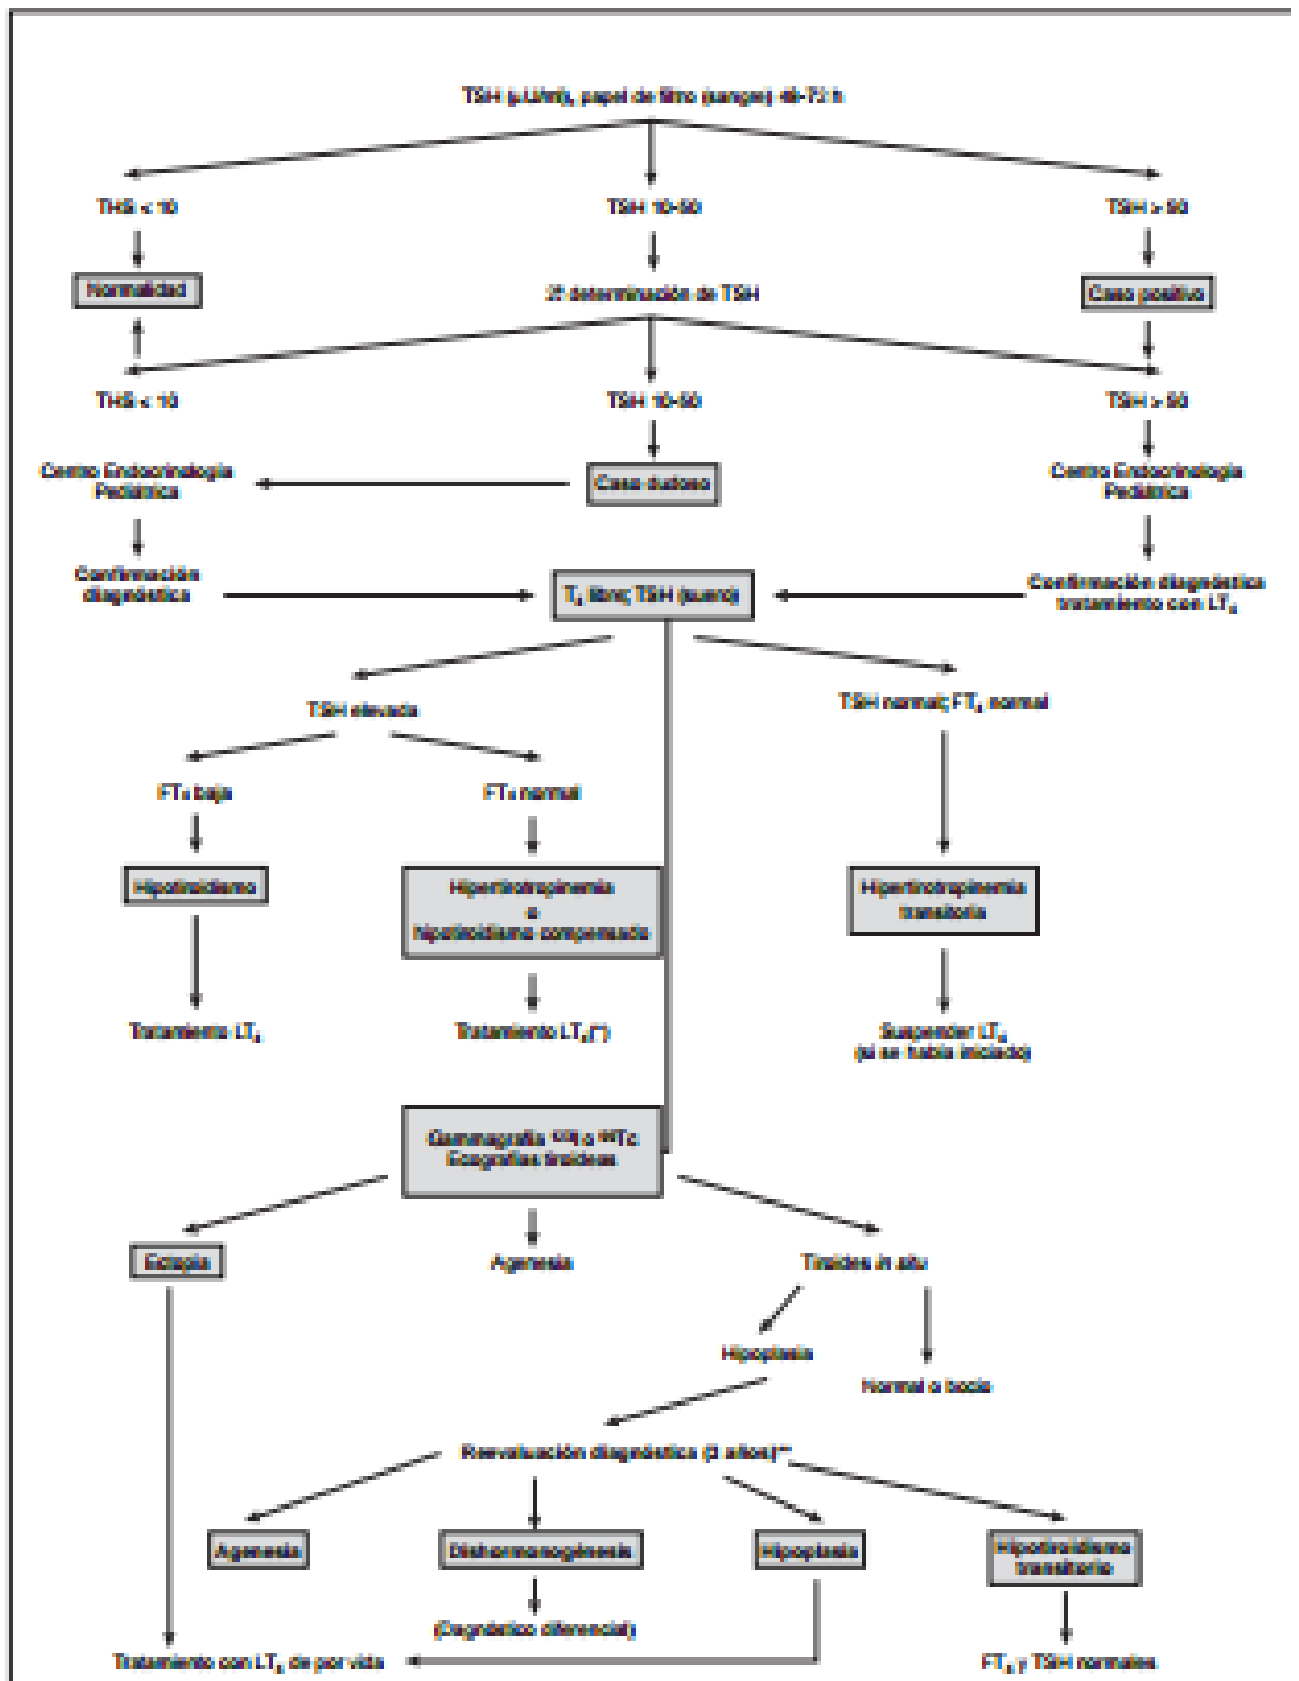 TSH (µU/ml), papel de filtro (sangre) 48-72 h
THS < 10
TSH 10-50
TSH > 50
Normalidad
2ª determinación de TSH
Caso positivo
THS < 10
TSH 10-50
TSH > 50
Centro Endocrinología
Pediátrica
Caso dudoso
Centro Endocrinología
Pediátrica
Confirmación
diagnóstica
T₄ libre; TSH (suero)
Confirmación diagnóstica
tratamiento con LT₄
TSH elevada
TSH normal; FT₄ normal
FT₄ baja
FT₄ normal
Hipotiroidismo
Hipertirotropinemia
o
hipotiroidismo compensado
Hipertirotropinemia
transitoria
Tratamiento LT₄
Tratamiento LT₄(*)
Suspender LT₄
(si se había iniciado)
Gammagrafía ¹²³I o ⁹⁹Tc
Ecografías tiroideas
Ectopia
Agenesia
Tiroides in situ
Hipoplasia
Normal o bocio
Reevaluación diagnóstica (3 años)**
Agenesia
Dishormonogénesis
Hipoplasia
Hipotiroidismo
transitorio
(Dagnóstico diferencial)
Tratamiento con LT₄ de por vida
FT₄ y TSH normales